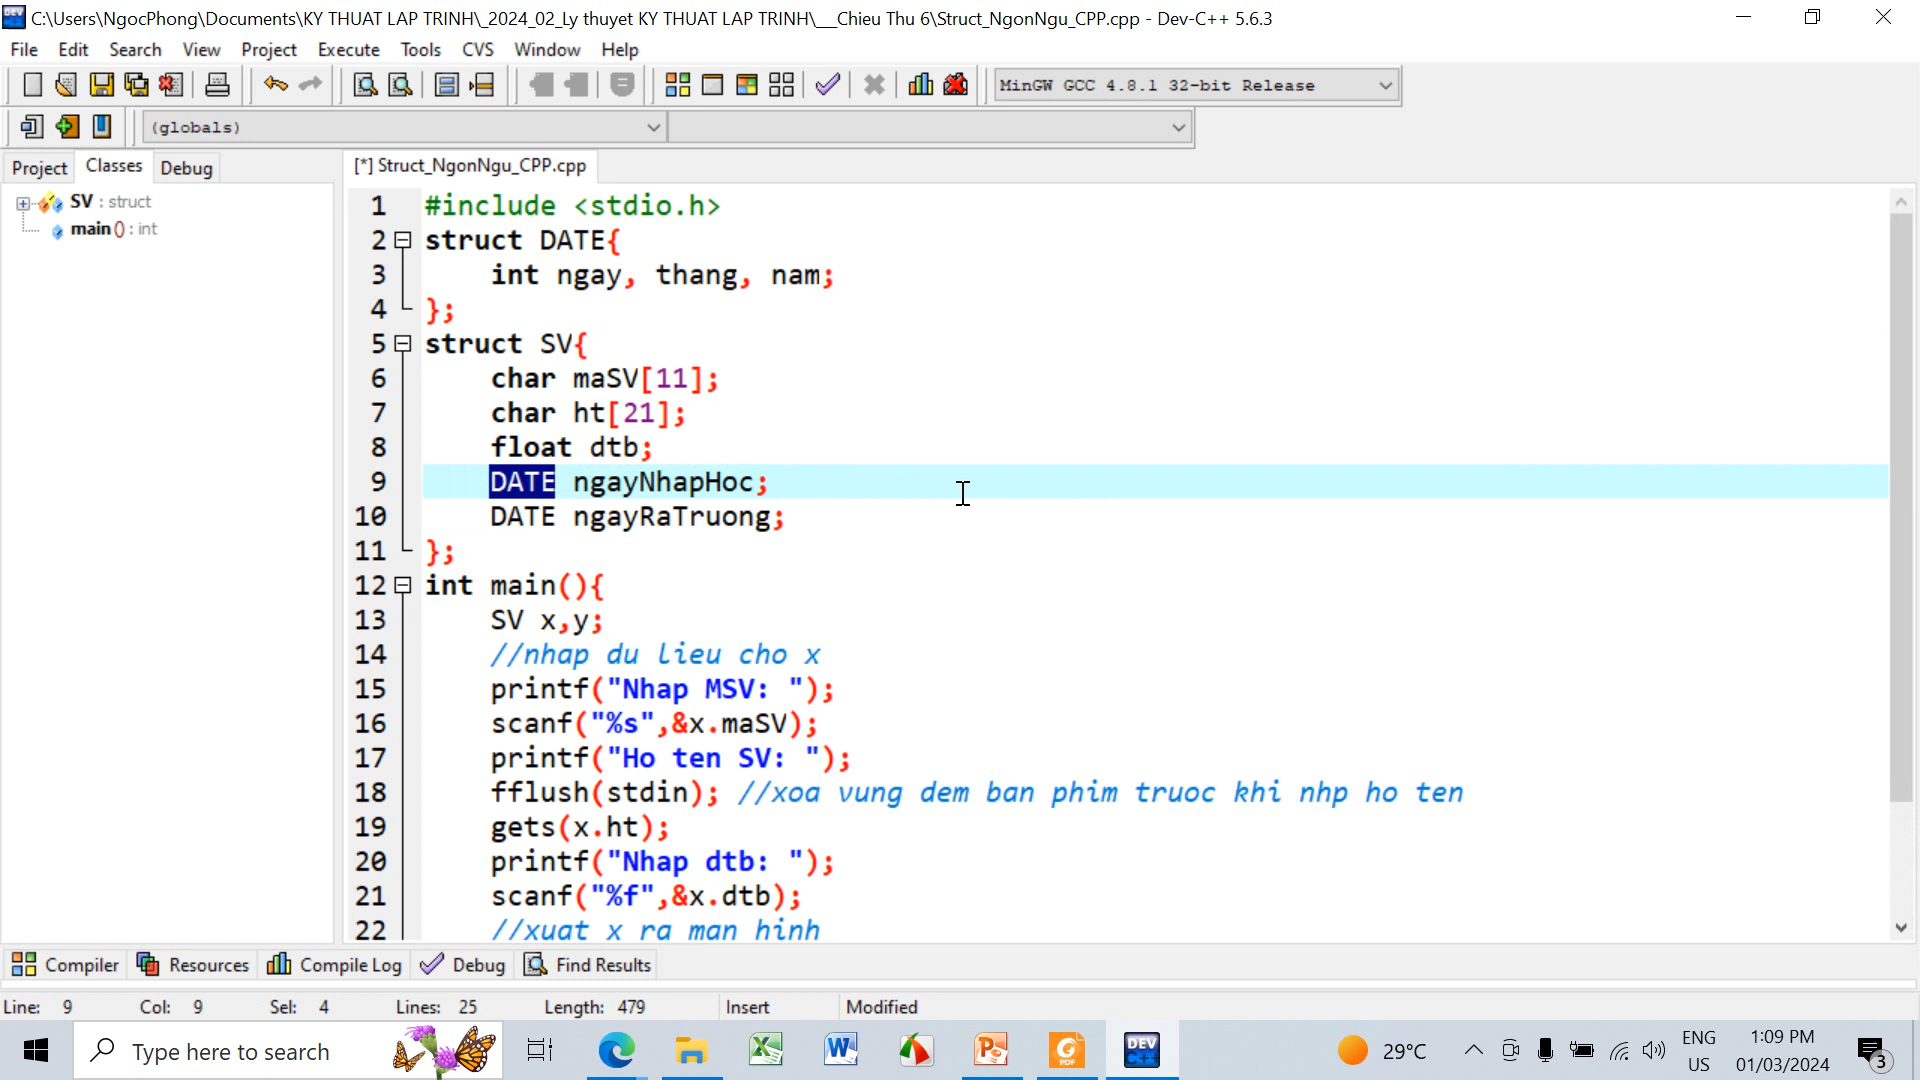 C:\Users\NgocPhong\Documents\KY THUAT LAP TRINH\_2024_02_Ly thuyet KY THUAT LAP TRINH\__Chieu Thu 6\Struct_NgonNgu_CPP.cpp - Dev-C++ 5.6.3
File Edit Search View Project Execute Tools CVS Window Help
MinGW GCC 4.8.1 32-bit Release
(globals)
Project Classes Debug
[*] Struct_NgonNgu_CPP.cpp
SV : struct
main () : int
1 #include <stdio.h>
2 struct DATE{
3 int ngay, thang, nam;
4 };
5 struct SV{
6 char maSV[11];
7 char ht[21];
8 float dtb;
9 DATE ngayNhapHoc;
10 DATE ngayRaTruong;
11 };
12 int main(){
13 SV x,y;
14 //nhap du lieu cho x
15 printf("Nhap MSV: ");
16 scanf("%s",&x.maSV);
17 printf("Ho ten SV: ");
18 fflush(stdin); //xoa vung dem ban phim truoc khi nhp ho ten
19 gets(x.ht);
20 printf("Nhap dtb: ");
21 scanf("%f",&x.dtb);
22 //xuat x ra man hinh
Compiler Resources Compile Log Debug Find Results
Line: 9 Col: 9 Sel: 4 Lines: 25 Length: 479 Insert Modified
Type here to search
DEV
29°C
ENG
US
1:09 PM
01/03/2024
3